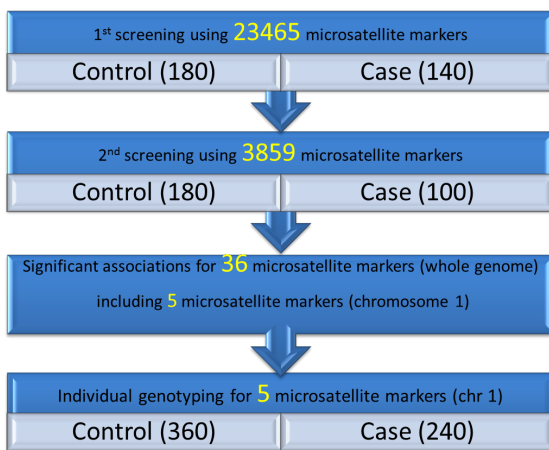 1st screening using 23465 microsatellite markers
Control (180) Case (140)
2nd screening using 3859 microsatellite markers
Control (180) Case (100)
Significant associations for 36 microsatellite markers (whole genome)
including 5 microsatellite markers (chromosome 1)
Individual genotyping for 5 microsatellite markers (chr 1)
Control (360) Case (240)